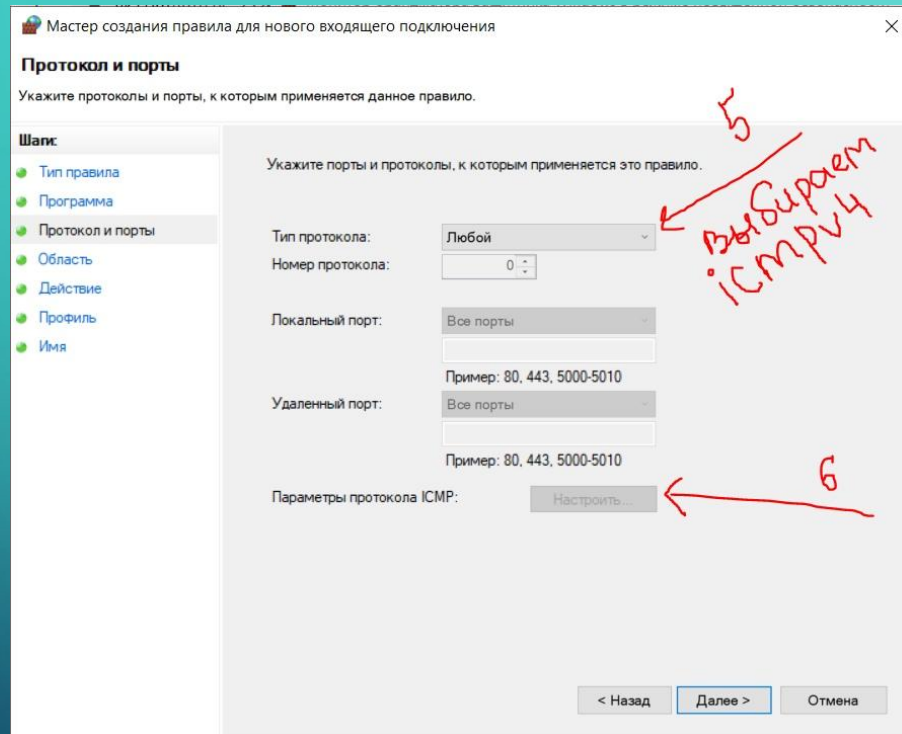 Мастер создания правила для нового входящего подключения
Протокол и порты
Укажите протоколы и порты, к которым применяется данное правило.
Шаги:
Тип правила
Программа
Протокол и порты
Область
Действие
Профиль
Имя
Укажите порты и протоколы, к которым применяется это правило.
Тип протокола: Любой
Номер протокола: 0
Локальный порт: Все порты
Пример: 80, 443, 5000-5010
Удаленный порт: Все порты
Пример: 80, 443, 5000-5010
Параметры протокола ICMP: Настроить...
5
выбираем
icmpv4
6
< Назад Далее > Отмена